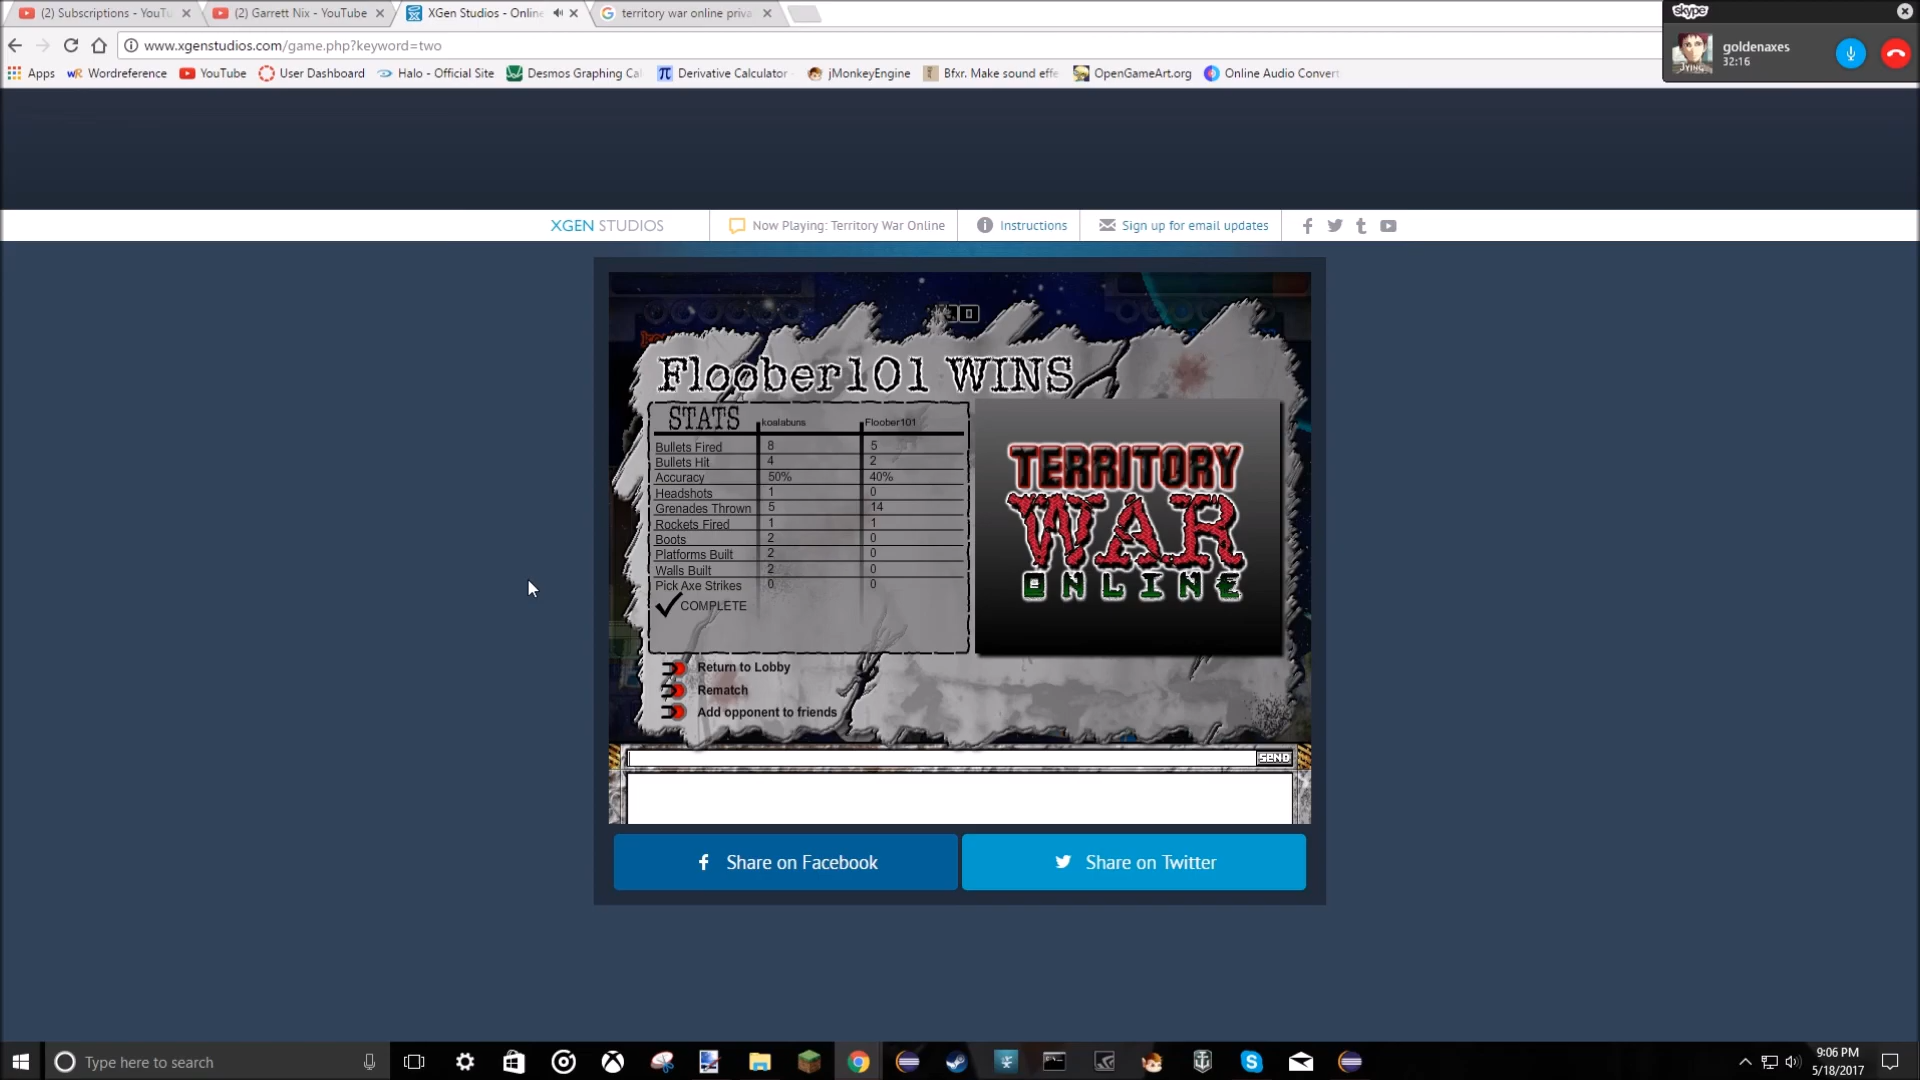 (2) Subscriptions - YouTu
(2) Garrett Nix - YouTube
XGen Studios - Online
territory war online priva
skype
www.xgenstudios.com/game.php?keyword=two
goldenaxes
32:16
Apps
Wordreference
YouTube
User Dashboard
Halo - Official Site
Desmos Graphing Cal
Derivative Calculator
jMonkeyEngine
Bfxr. Make sound effe
OpenGameArt.org
Online Audio Convert
XGEN STUDIOS
Now Playing: Territory War Online
Instructions
Sign up for email updates
0
Floober101 WINS
STATS koalabuns Floober101
Bullets Fired 8 5
Bullets Hit 4 2
Accuracy 50% 40%
Headshots 1 0
Grenades Thrown 5 14
Rockets Fired 1 1
Boots 2 0
Platforms Built 2 0
Walls Built 2 0
Pick Axe Strikes 0 0
COMPLETE
TERRITORY
WAR
ONLINE
Return to Lobby
Rematch
Add opponent to friends
SEND
Share on Facebook
Share on Twitter
Type here to search
9:06 PM
5/18/2017